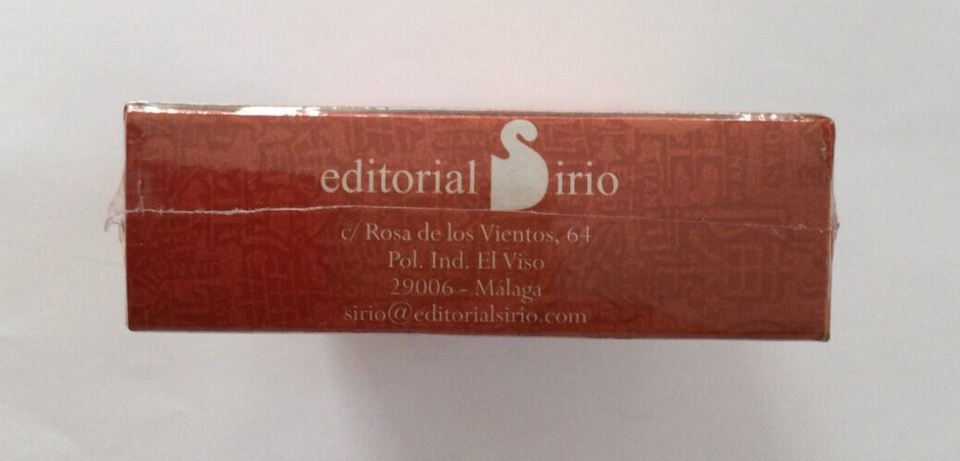 editorial Sirio
c/ Rosa de los Vientos, 64
Pol. Ind. El Viso
29006 - Málaga
sirio@editorialsirio.com